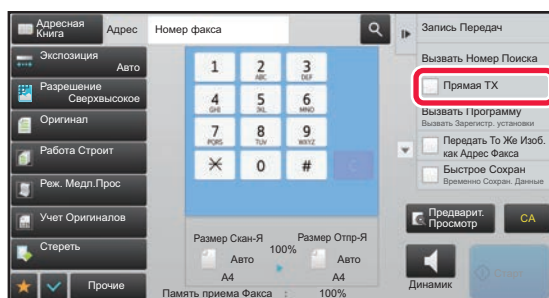 Адресная
Книга
Адрес
Номер факса
Экспозиция
Авто
Разрешение
Сверхвысокое
Оригинал
Работа Строит
Реж. Медл.Прос
Учет Оригиналов
Стереть
Прочие
1
2
ABC
3
DEF
4
GHI
5
JKL
6
MNO
7
PQRS
8
TUV
9
WXYZ
0
#
C
Размер Скан-Я
100%
Размер Отпр-Я
Авто
A4
Авто
A4
Память приема Факса : 100%
Запись Передач
Вызвать Номер Поиска
Прямая TX
Вызвать Программу
Вызвать Зарегистр. установки
Передать То Же Изоб.
как Адрес Факса
Быстрое Сохран
Временно Сохран. Данные
Предварит.
Просмотр
CA
Динамик
Старт